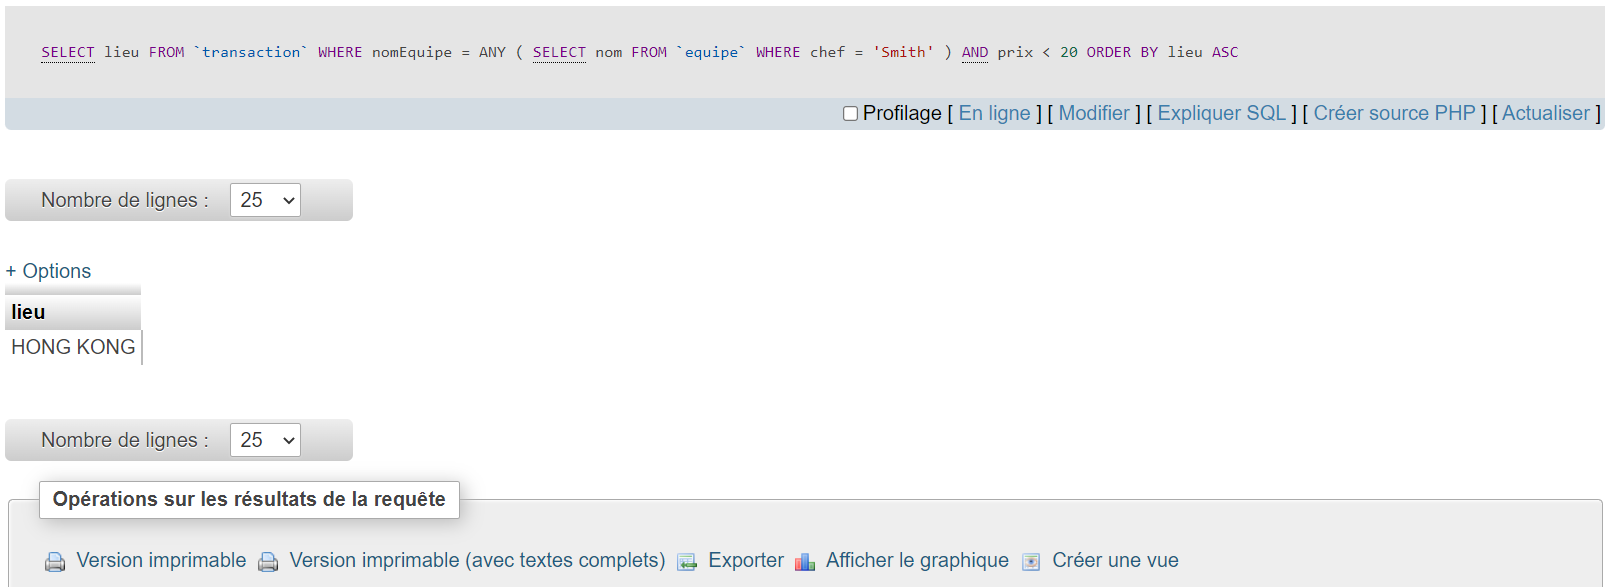 SELECT lieu FROM `transaction` WHERE nomEquipe = ANY ( SELECT nom FROM `equipe` WHERE chef = 'Smith' ) AND prix < 20 ORDER BY lieu ASC
Profilage [ En ligne ] [ Modifier ] [ Expliquer SQL ] [ Créer source PHP ] [ Actualiser ]
Nombre de lignes : 25
+ Options
lieu
HONG KONG
Nombre de lignes : 25
Opérations sur les résultats de la requête
Version imprimable Version imprimable (avec textes complets) Exporter Afficher le graphique Créer une vue